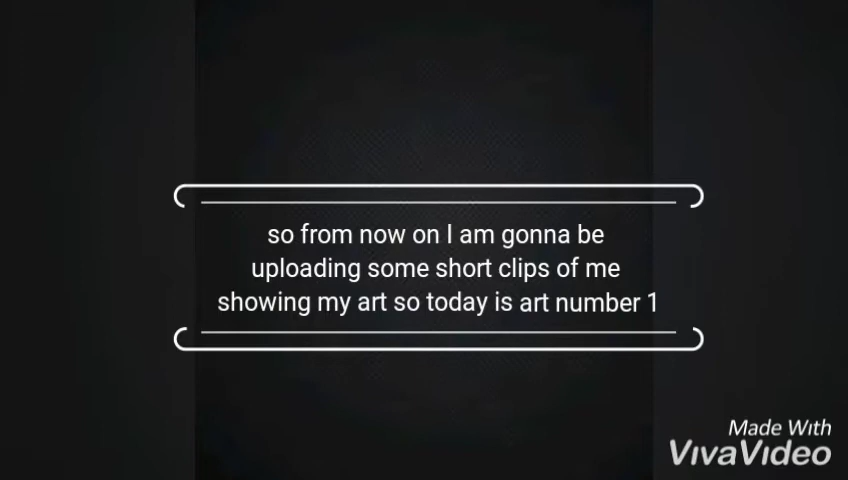 so from now on I am gonna be
uploading some short clips of me
showing my art so today is art number 1
Made With
VivaVideo